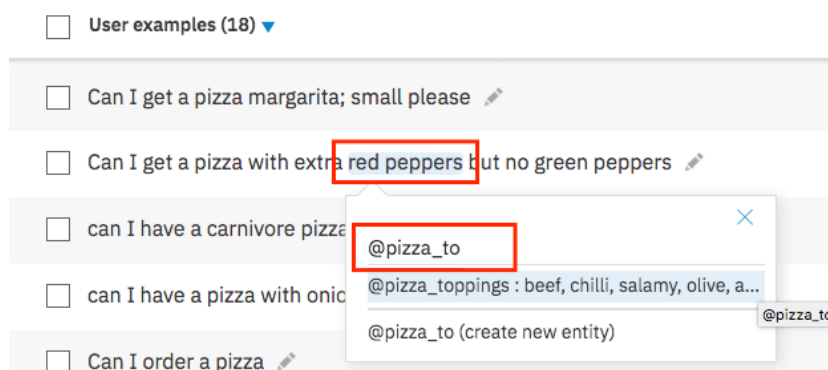 User examples (18)
Can I get a pizza margarita; small please
Can I get a pizza with extra red peppers but no green peppers
can I have a carnivore pizza
@pizza_to
can I have a pizza with
@pizza_toppings : beef, chilli, salamy, olive, a...
@pizza_to (create new entity)
Can I order a pizza